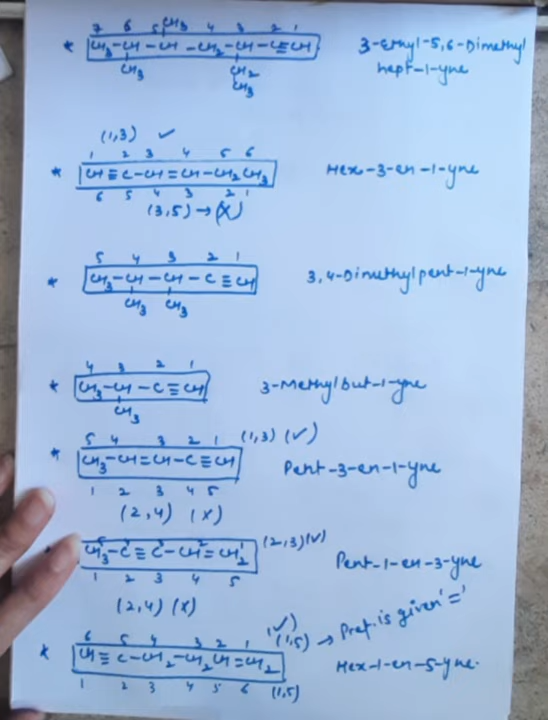 7 6 5 CH3 4 3 2 1
* CH3-CH-CH-CH2-CH-C≡CH 3-Ethyl-5,6-Dimethyl
CH3 CH2 hept-1-yne
CH3
(1,3) ✓
1 2 3 4 5 6
* CH≡C-CH=CH-CH2CH3 Hex-3-en-1-yne
6 5 4 3 2 1
(3,5)→(X)
5 4 3 2 1
* CH3-CH-CH-C≡CH 3,4-Dimethylpent-1-yne
CH3 CH3
4 3 2 1
* CH3-CH-C≡CH 3-Methylbut-1-yne
CH3
5 4 3 2 1 (1,3) (✓)
* CH3-CH=CH-C≡CH Pent-3-en-1-yne
1 2 3 4 5
(2,4) (X)
5 4 3 2 1 (2,3)(✓)
CH3-C≡C-CH=CH2 Pent-1-en-3-yne
1 2 3 4 5
(2,4) (X)
6 5 4 3 2 1 (✓) (1,5) → Pref. is given '='
* CH≡C-CH2-CH2CH=CH2 Hex-1-en-5-yne.
1 2 3 4 5 6 (1,5)